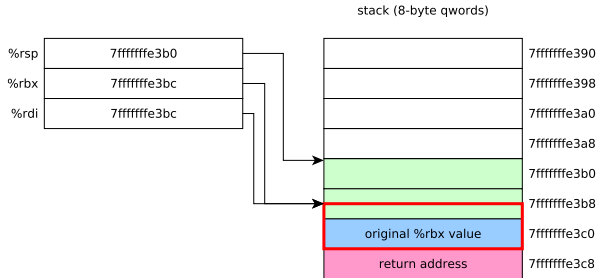 stack (8-byte qwords)
%rsp 7fffffffe3b0 7fffffffe390
%rbx 7fffffffe3bc 7fffffffe398
%rdi 7fffffffe3bc 7fffffffe3a0
7fffffffe3a8
7fffffffe3b0
7fffffffe3b8
original %rbx value 7fffffffe3c0
return address 7fffffffe3c8